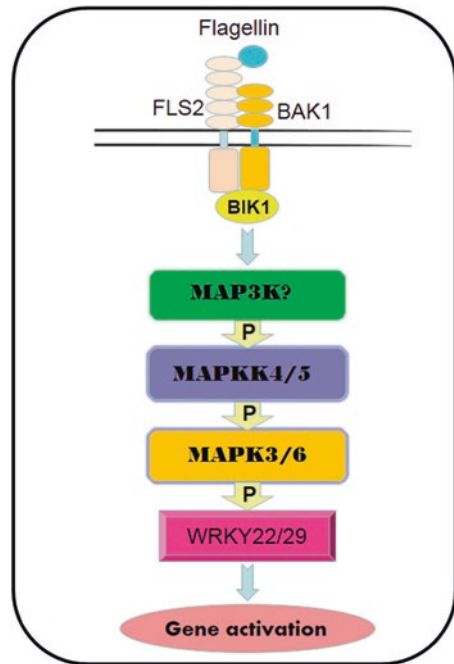 Flagellin
FLS2
BAK1
BIK1
MAP3K?
P
MAPKK4/5
P
MAPK3/6
P
WRKY22/29
Gene activation